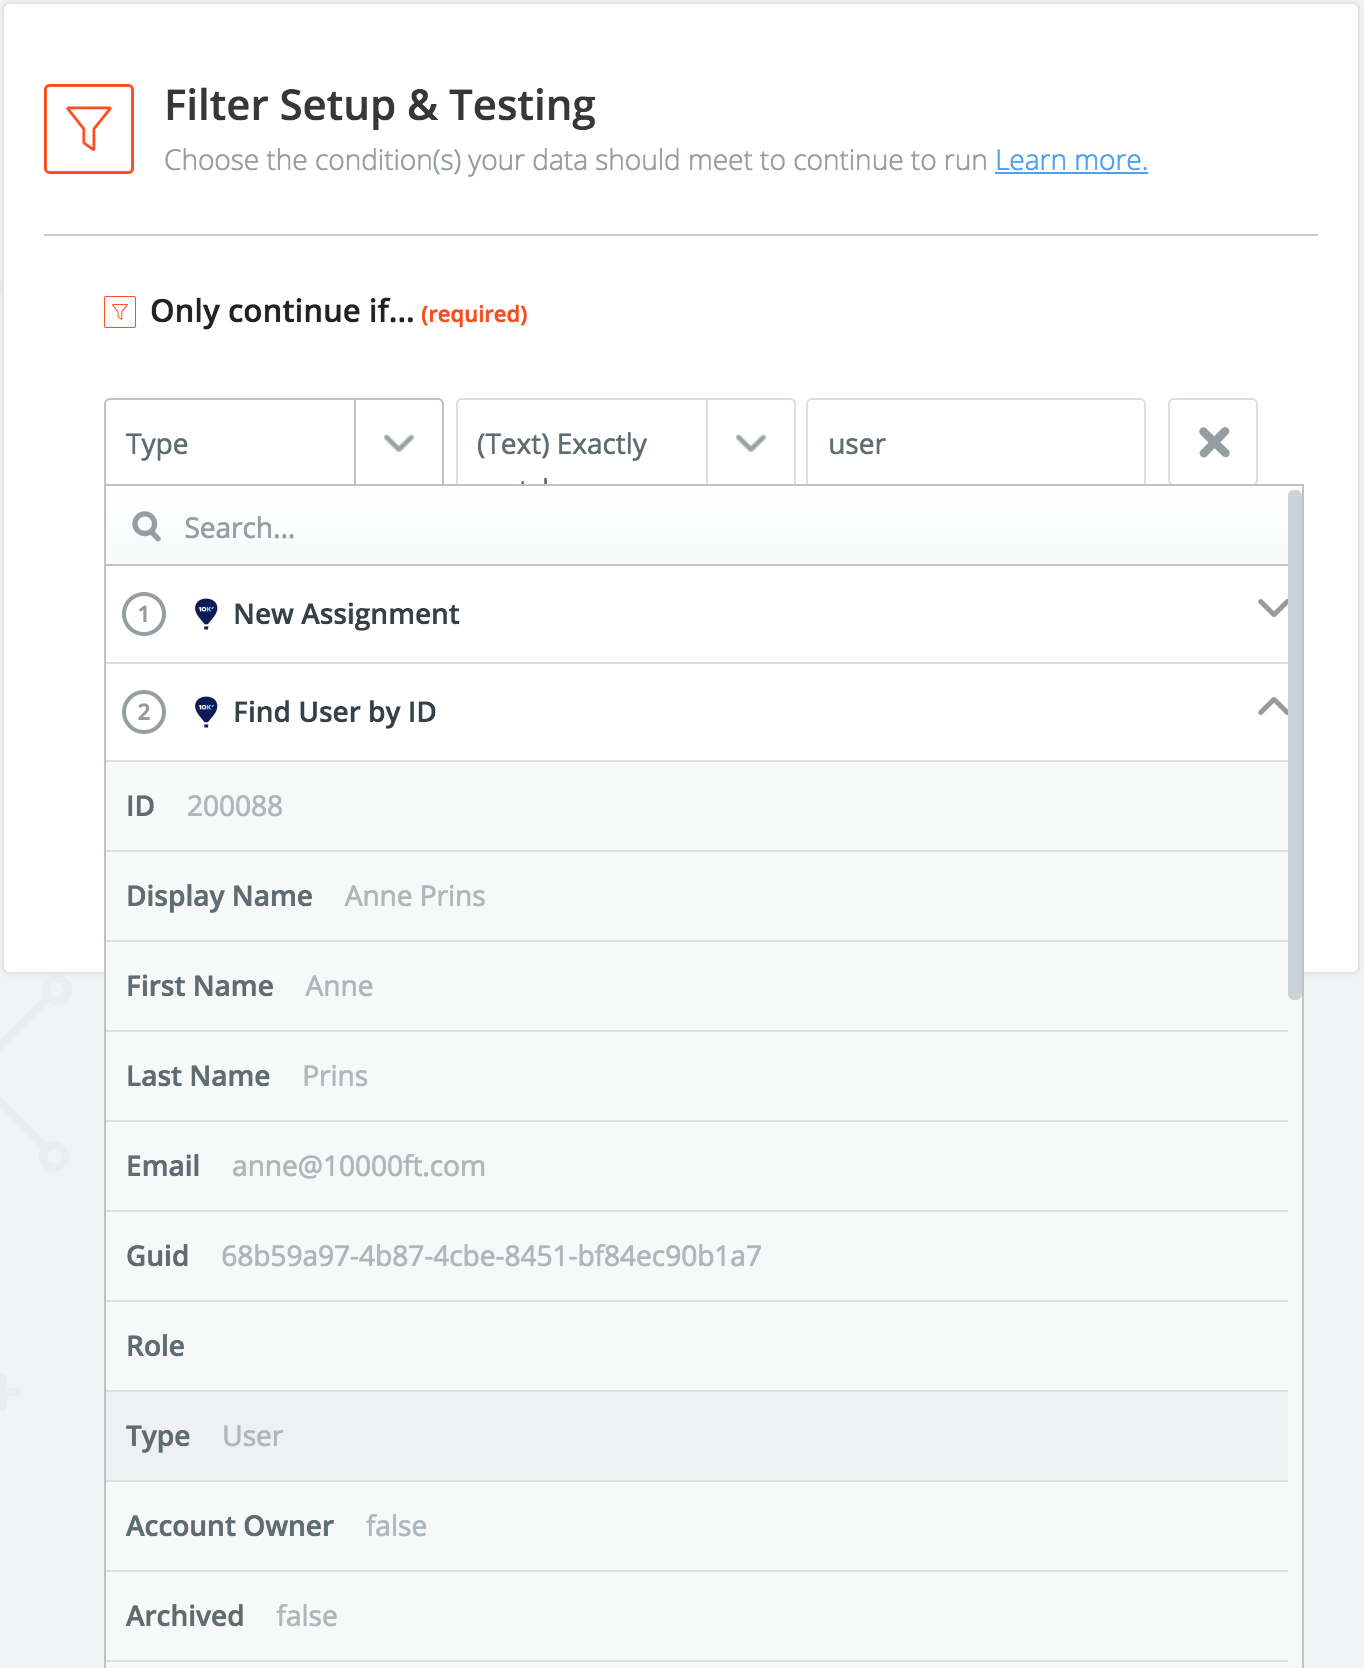 Filter Setup & Testing
Choose the condition(s) your data should meet to continue to run Learn more.
Only continue if... (required)
Type (Text) Exactly user
Search...
1 10K' New Assignment
2 10K' Find User by ID
ID 200088
Display Name Anne Prins
First Name Anne
Last Name Prins
Email anne@10000ft.com
Guid 68b59a97-4b87-4cbe-8451-bf84ec90b1a7
Role
Type User
Account Owner false
Archived false